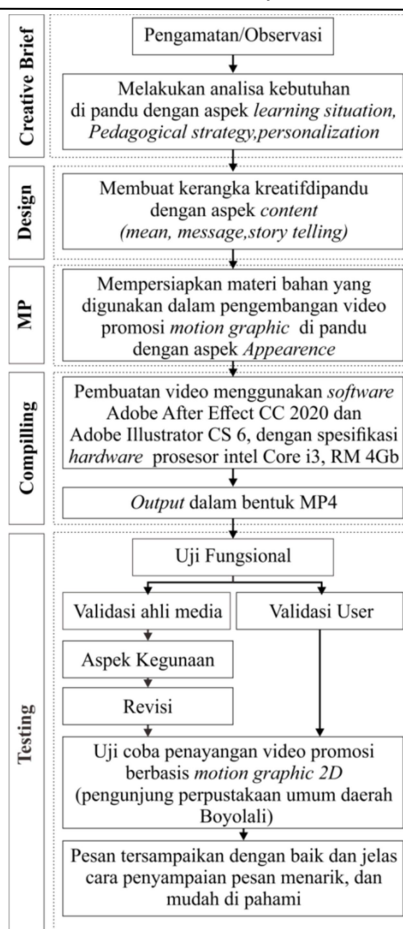 Creative Brief
Pengamatan/Observasi
Melakukan analisa kebutuhan
di pandu dengan aspek learning situation,
Pedagogical strategy,personalization
Design
Membuat kerangka kreatifdipandu
dengan aspek content
(mean, message,story telling)
MP
Mempersiapkan materi bahan yang
digunakan dalam pengembangan video
promosi motion graphic di pandu
dengan aspek Appearence
Compilling
Pembuatan video menggunakan software
Adobe After Effect CC 2020 dan
Adobe Illustrator CS 6, dengan spesifikasi
hardware prosesor intel Core i3, RM 4Gb
Output dalam bentuk MP4
Testing
Uji Fungsional
Validasi ahli media
Validasi User
Aspek Kegunaan
Revisi
Uji coba penayangan video promosi
berbasis motion graphic 2D
(pengunjung perpustakaan umum daerah
Boyolali)
Pesan tersampaikan dengan baik dan jelas
cara penyampaian pesan menarik, dan
mudah di pahami